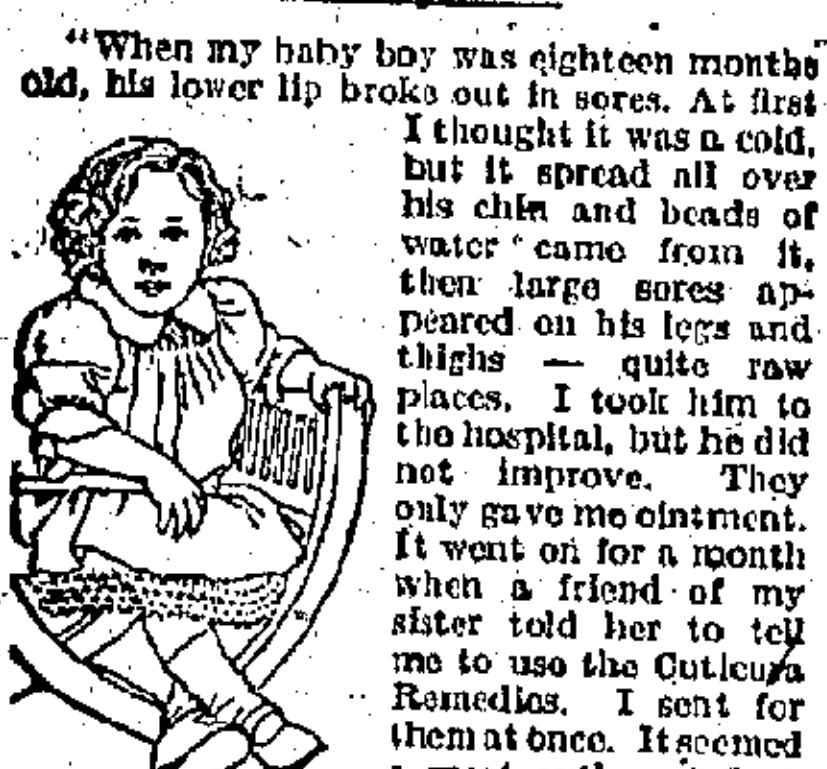 "When my baby boy was eighteen months
old, his lower lip broke out in sores. At first
I thought it was a cold,
but it spread all over
his chin and beads of
water came from it,
then large sores ap-
peared on his legs and
thighs — quite raw
places. I took him to
the hospital, but he did
not improve. They
only gave me ointment.
It went on for a month
when a friend of my
sister told her to tell
me to use the Cuticura
Remedies. I sent for
them at once. It seemed